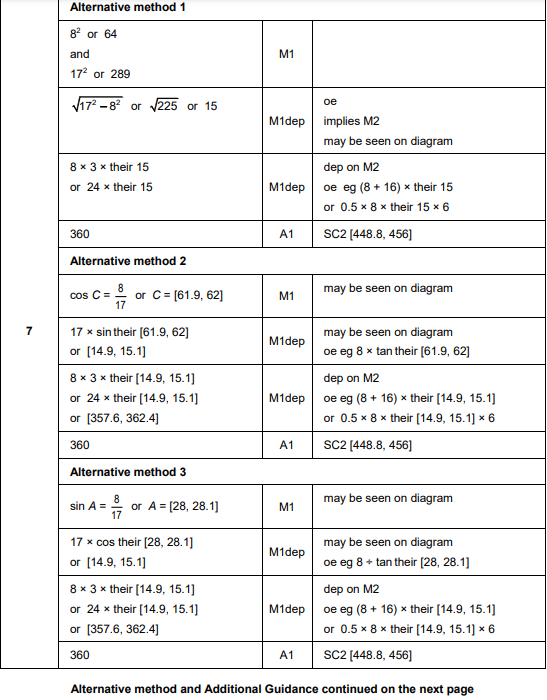 Alternative method 1
8² or 64
and
17² or 289
M1
√(17² – 8²) or √225 or 15
M1dep
oe
implies M2
may be seen on diagram
8 × 3 × their 15
or 24 × their 15
M1dep
dep on M2
oe eg (8 + 16) × their 15
or 0.5 × 8 × their 15 × 6
360
A1
SC2 [448.8, 456]
Alternative method 2
7
cos C = 8/17 or C = [61.9, 62]
M1
may be seen on diagram
17 × sin their [61.9, 62]
or [14.9, 15.1]
M1dep
may be seen on diagram
oe eg 8 × tan their [61.9, 62]
8 × 3 × their [14.9, 15.1]
or 24 × their [14.9, 15.1]
or [357.6, 362.4]
M1dep
dep on M2
oe eg (8 + 16) × their [14.9, 15.1]
or 0.5 × 8 × their [14.9, 15.1] × 6
360
A1
SC2 [448.8, 456]
Alternative method 3
sin A = 8/17 or A = [28, 28.1]
M1
may be seen on diagram
17 × cos their [28, 28.1]
or [14.9, 15.1]
M1dep
may be seen on diagram
oe eg 8 ÷ tan their [28, 28.1]
8 × 3 × their [14.9, 15.1]
or 24 × their [14.9, 15.1]
or [357.6, 362.4]
M1dep
dep on M2
oe eg (8 + 16) × their [14.9, 15.1]
or 0.5 × 8 × their [14.9, 15.1] × 6
360
A1
SC2 [448.8, 456]
Alternative method and Additional Guidance continued on the next page